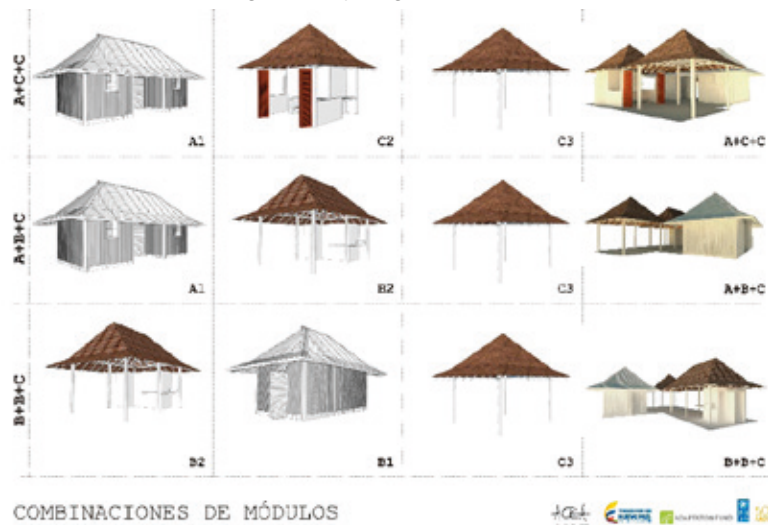 A+C+C
A1
C2
C3
A+C+C
A+B+C
A1
B2
C3
A+B+C
B+B+C
B2
B1
C3
B+B+C
COMBINACIONES DE MÓDULOS